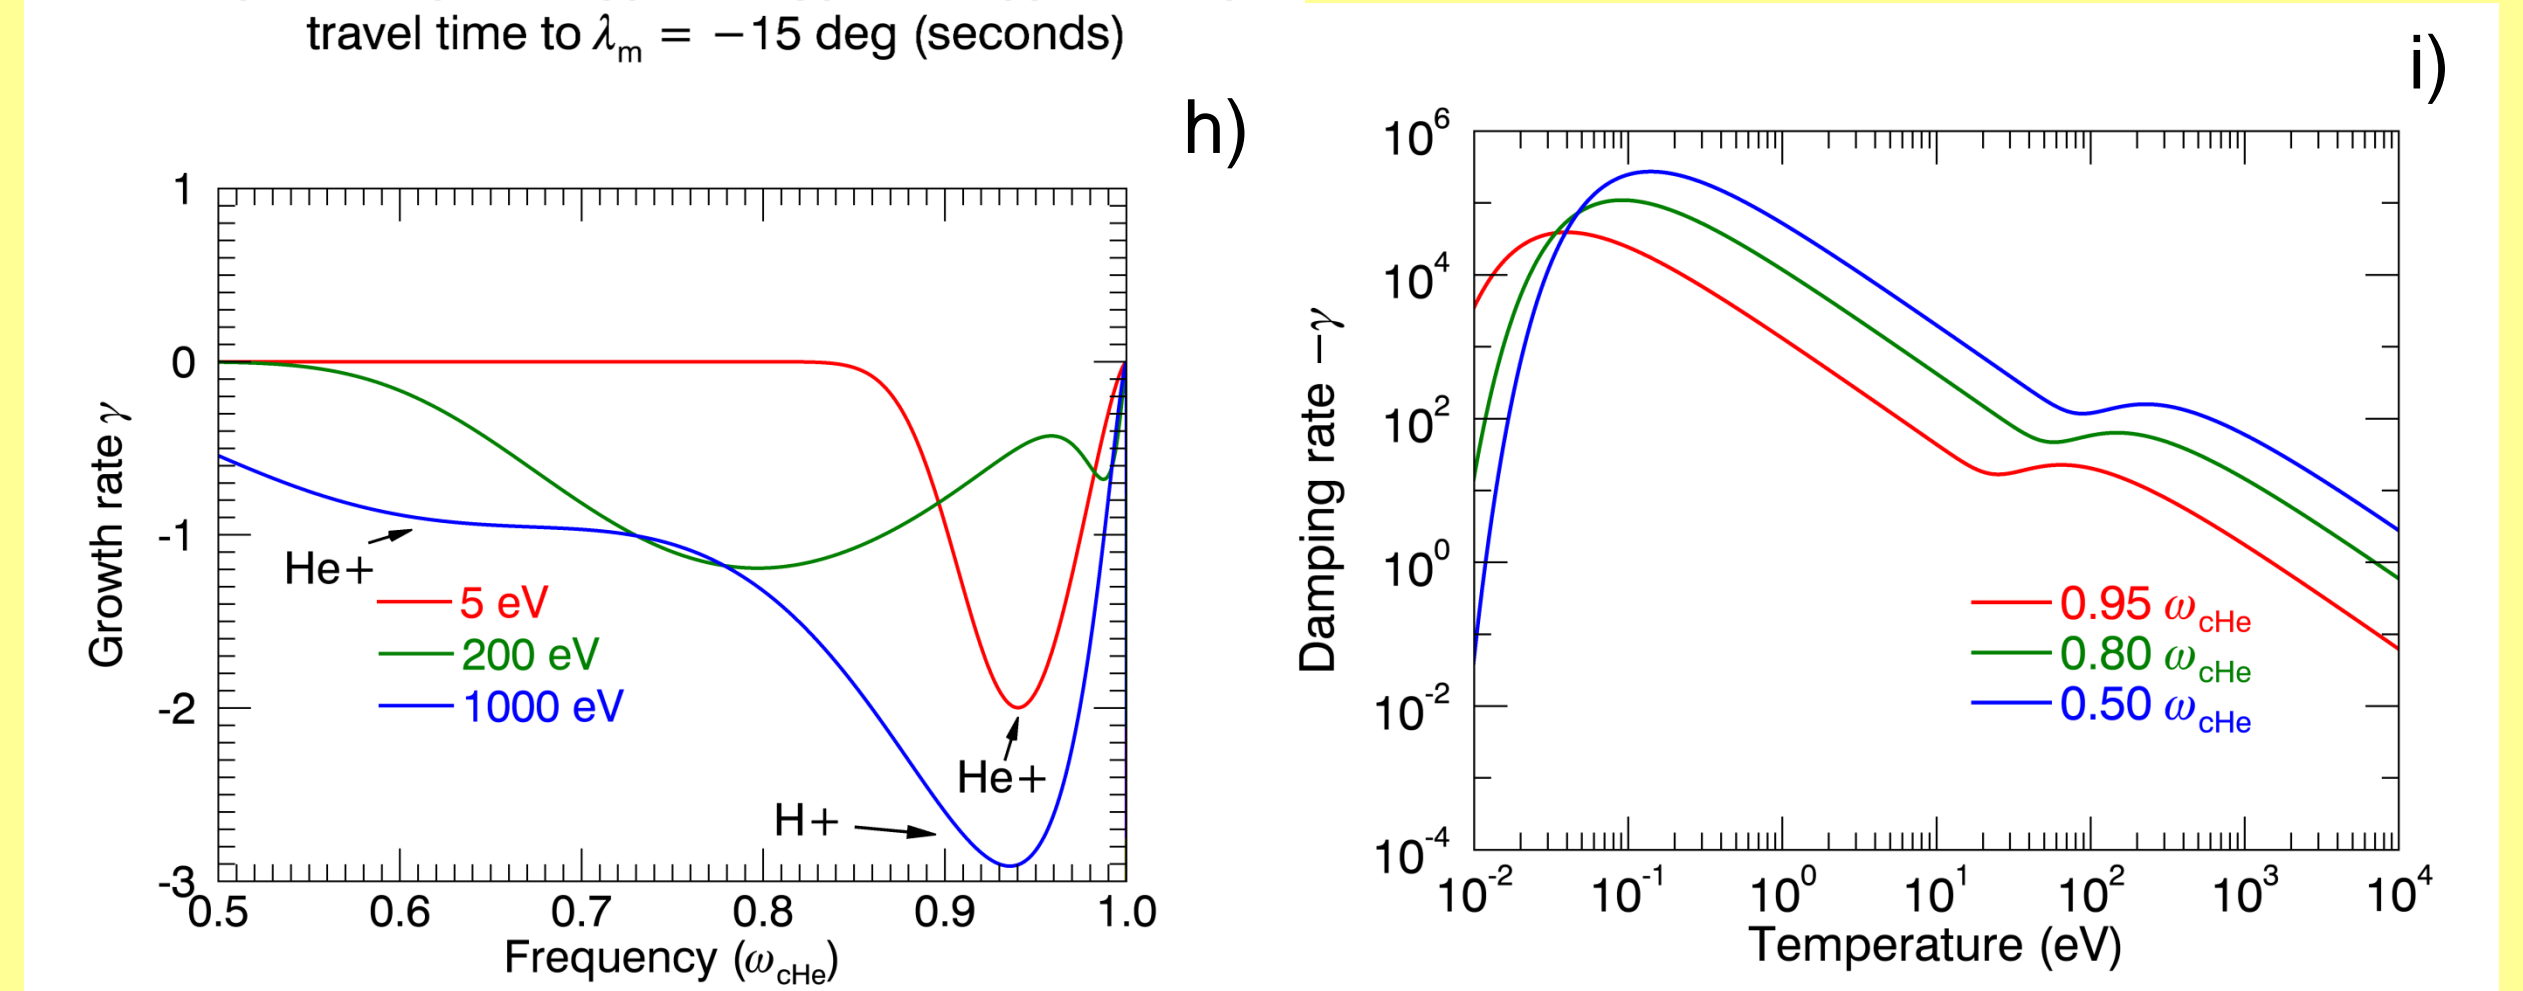 travel time to λm = −15 deg (seconds)
h)
1
0
-1
-2
-3
Growth rate γ
He+
5 eV
200 eV
1000 eV
He+
H+
0.5 0.6 0.7 0.8 0.9 1.0
Frequency (ωcHe)
i)
10^6
10^4
10^2
10^0
10^-2
10^-4
Damping rate −γ
0.95 ωcHe
0.80 ωcHe
0.50 ωcHe
10^-2 10^-1 10^0 10^1 10^2 10^3 10^4
Temperature (eV)